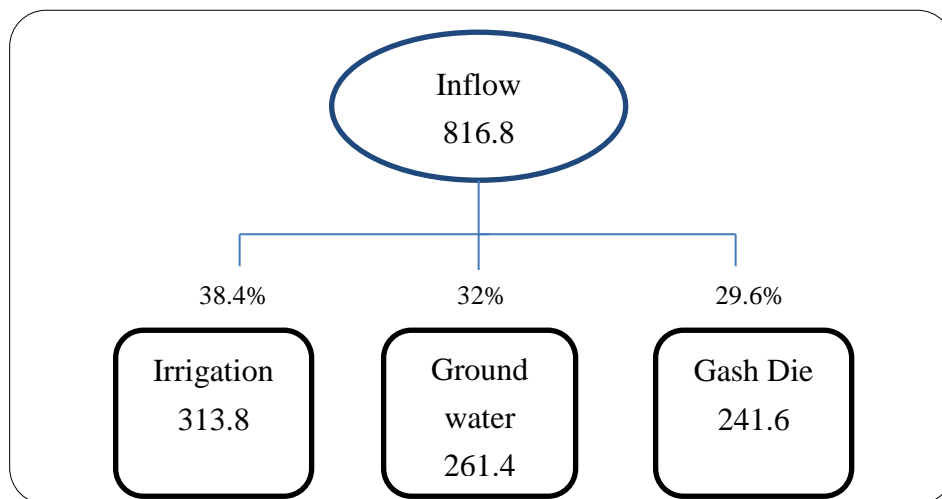 Inflow
816.8
38.4%
32%
29.6%
Irrigation
313.8
Ground
water
261.4
Gash Die
241.6